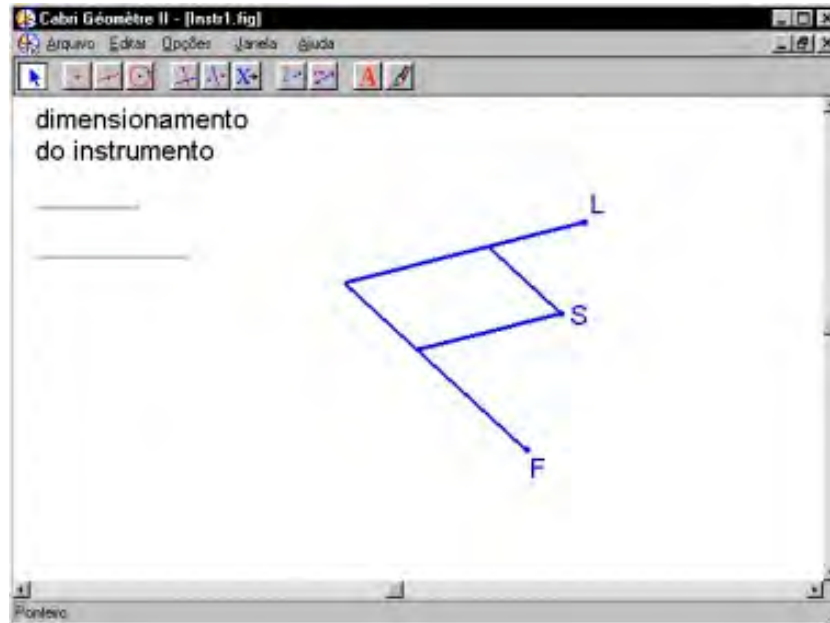 Cabri Géomètre II - [Instr1.fig]
Arquivo Editar Opções Janela Ajuda
A
dimensionamento
do instrumento
L
S
F
Ponteiro